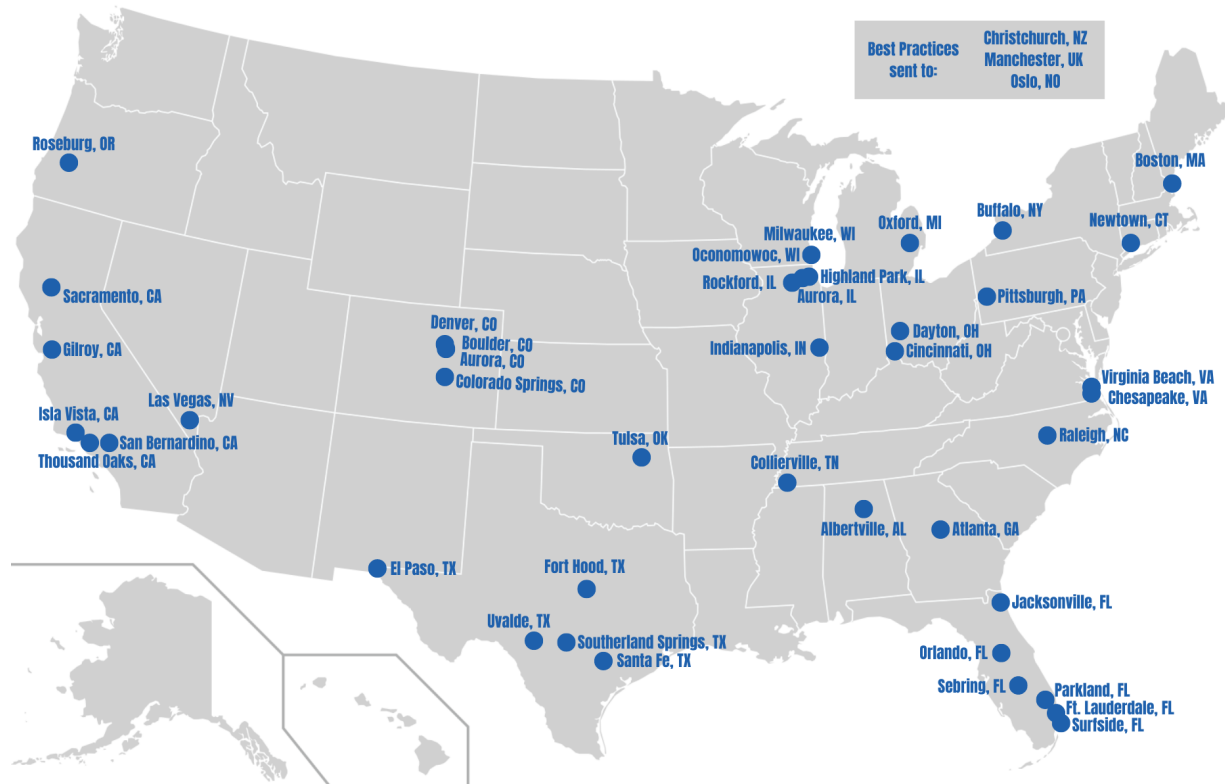 Best Practices
sent to:
Christchurch, NZ
Manchester, UK
Oslo, NO
Roseburg, OR
Boston, MA
Buffalo, NY
Newtown, CT
Oxford, MI
Milwaukee, WI
Oconomowoc, WI
Rockford, IL
Highland Park, IL
Aurora, IL
Sacramento, CA
Pittsburgh, PA
Denver, CO
Boulder, CO
Aurora, CO
Colorado Springs, CO
Dayton, OH
Cincinnati, OH
Indianapolis, IN
Gilroy, CA
Virginia Beach, VA
Chesapeake, VA
Las Vegas, NV
Isla Vista, CA
San Bernardino, CA
Thousand Oaks, CA
Tulsa, OK
Raleigh, NC
Collierville, TN
Albertville, AL
Atlanta, GA
El Paso, TX
Fort Hood, TX
Jacksonville, FL
Uvalde, TX
Southerland Springs, TX
Santa Fe, TX
Orlando, FL
Sebring, FL
Parkland, FL
Ft. Lauderdale, FL
Surfside, FL